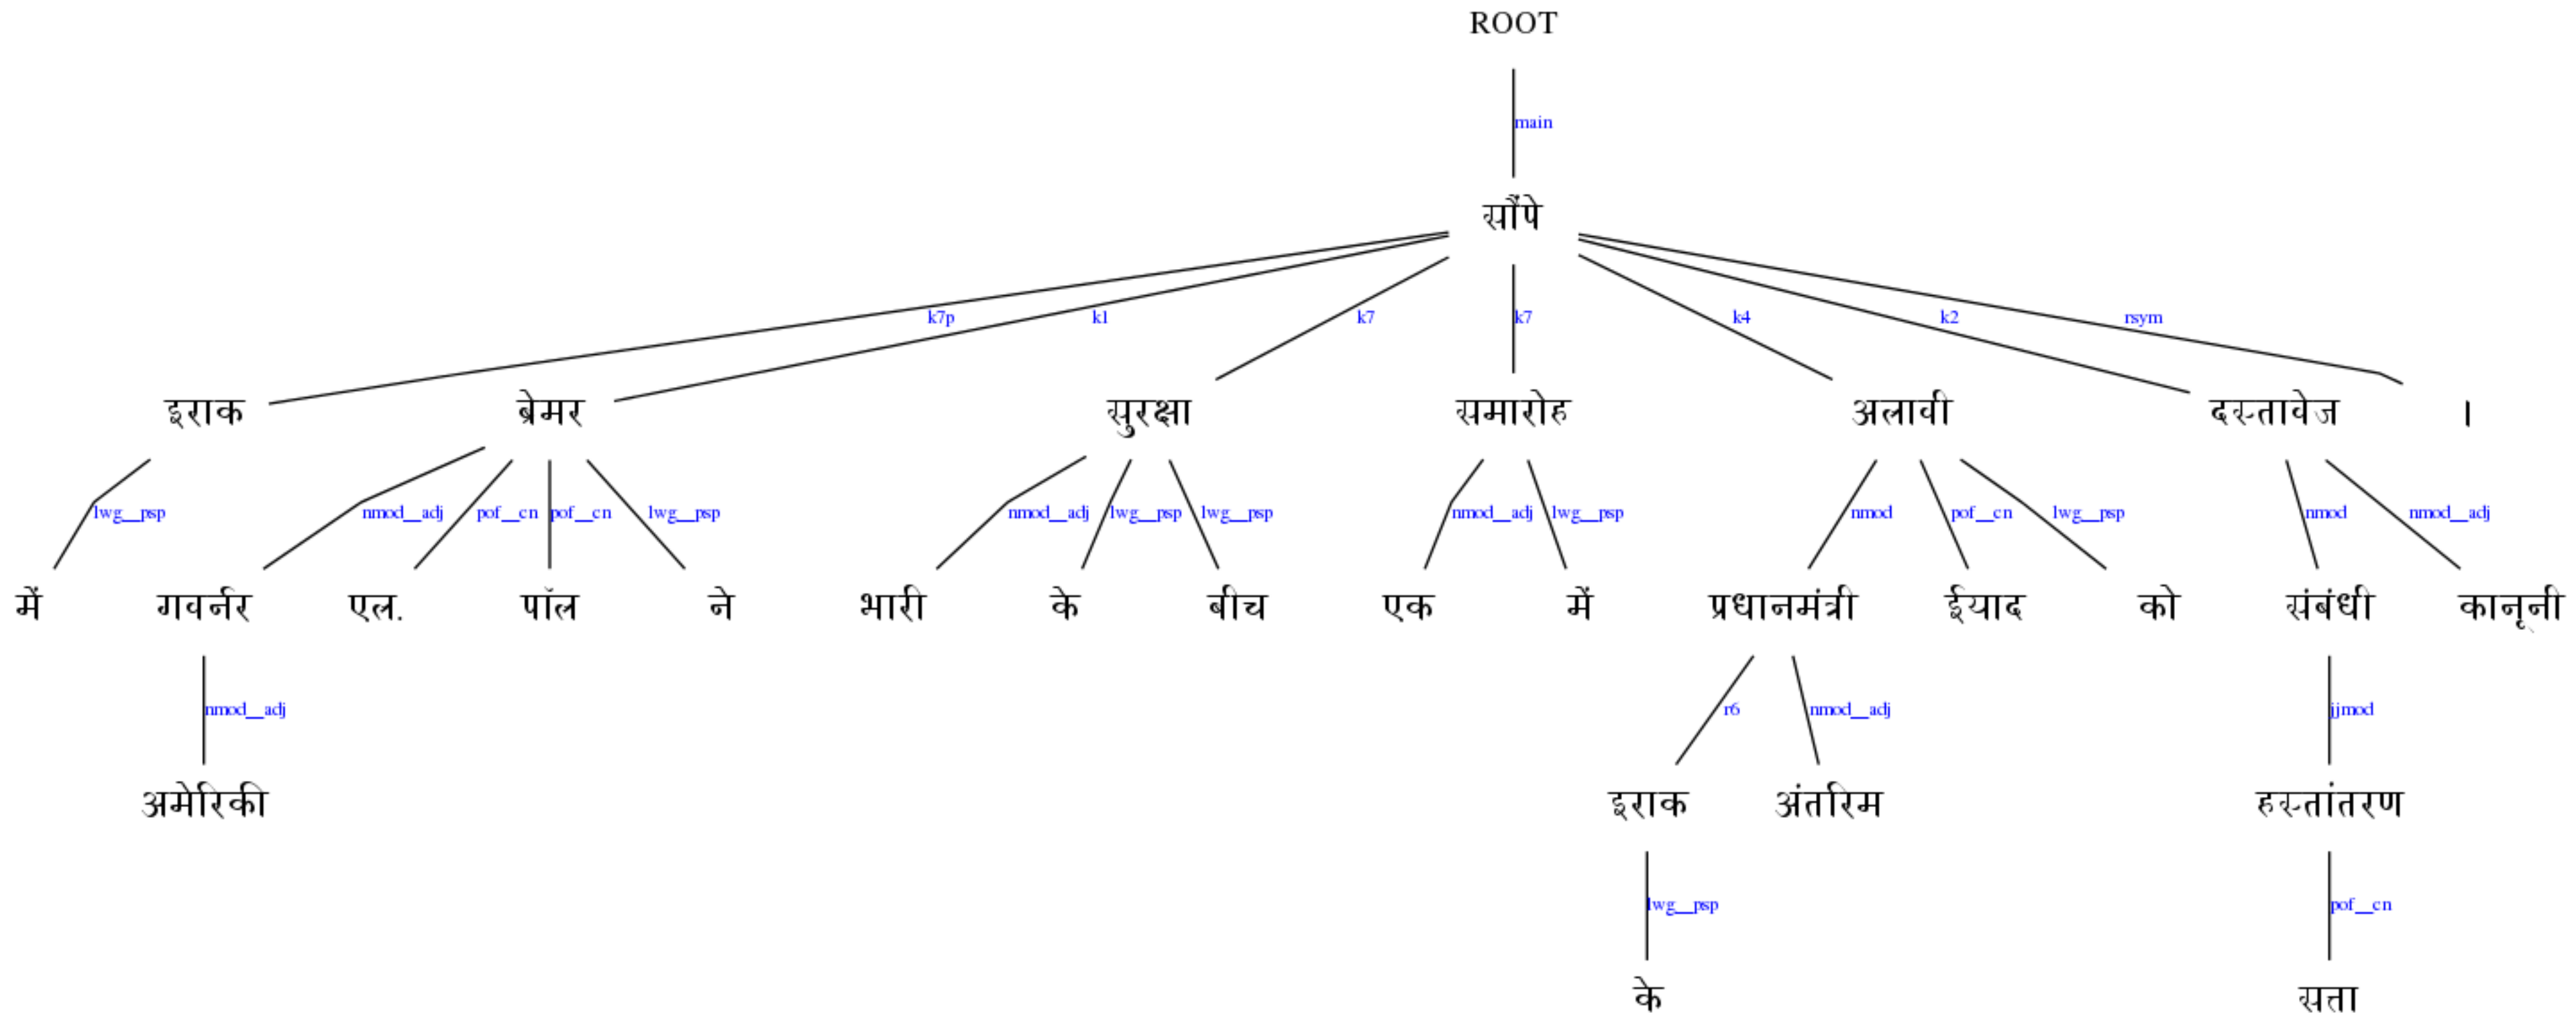 ROOT
main
सौंपे
k7p k1 k7 k7 k4 k2 rsym
इराक ब्रेमर सुरक्षा समारोह अलावी दस्तावेज ।
lwg__psp nmod__adj pof__cn pof__cn lwg__psp nmod__adj lwg__psp lwg__psp nmod__adj lwg__psp nmod pof__cn lwg__psp nmod nmod__adj
में गवर्नर एल. पॉल ने भारी के बीच एक में प्रधानमंत्री ईयाद को संबंधी कानूनी
nmod__adj r6 nmod__adj jjmod
अमेरिकी इराक अंतरिम हस्तांतरण
lwg__psp pof__cn
के सत्ता